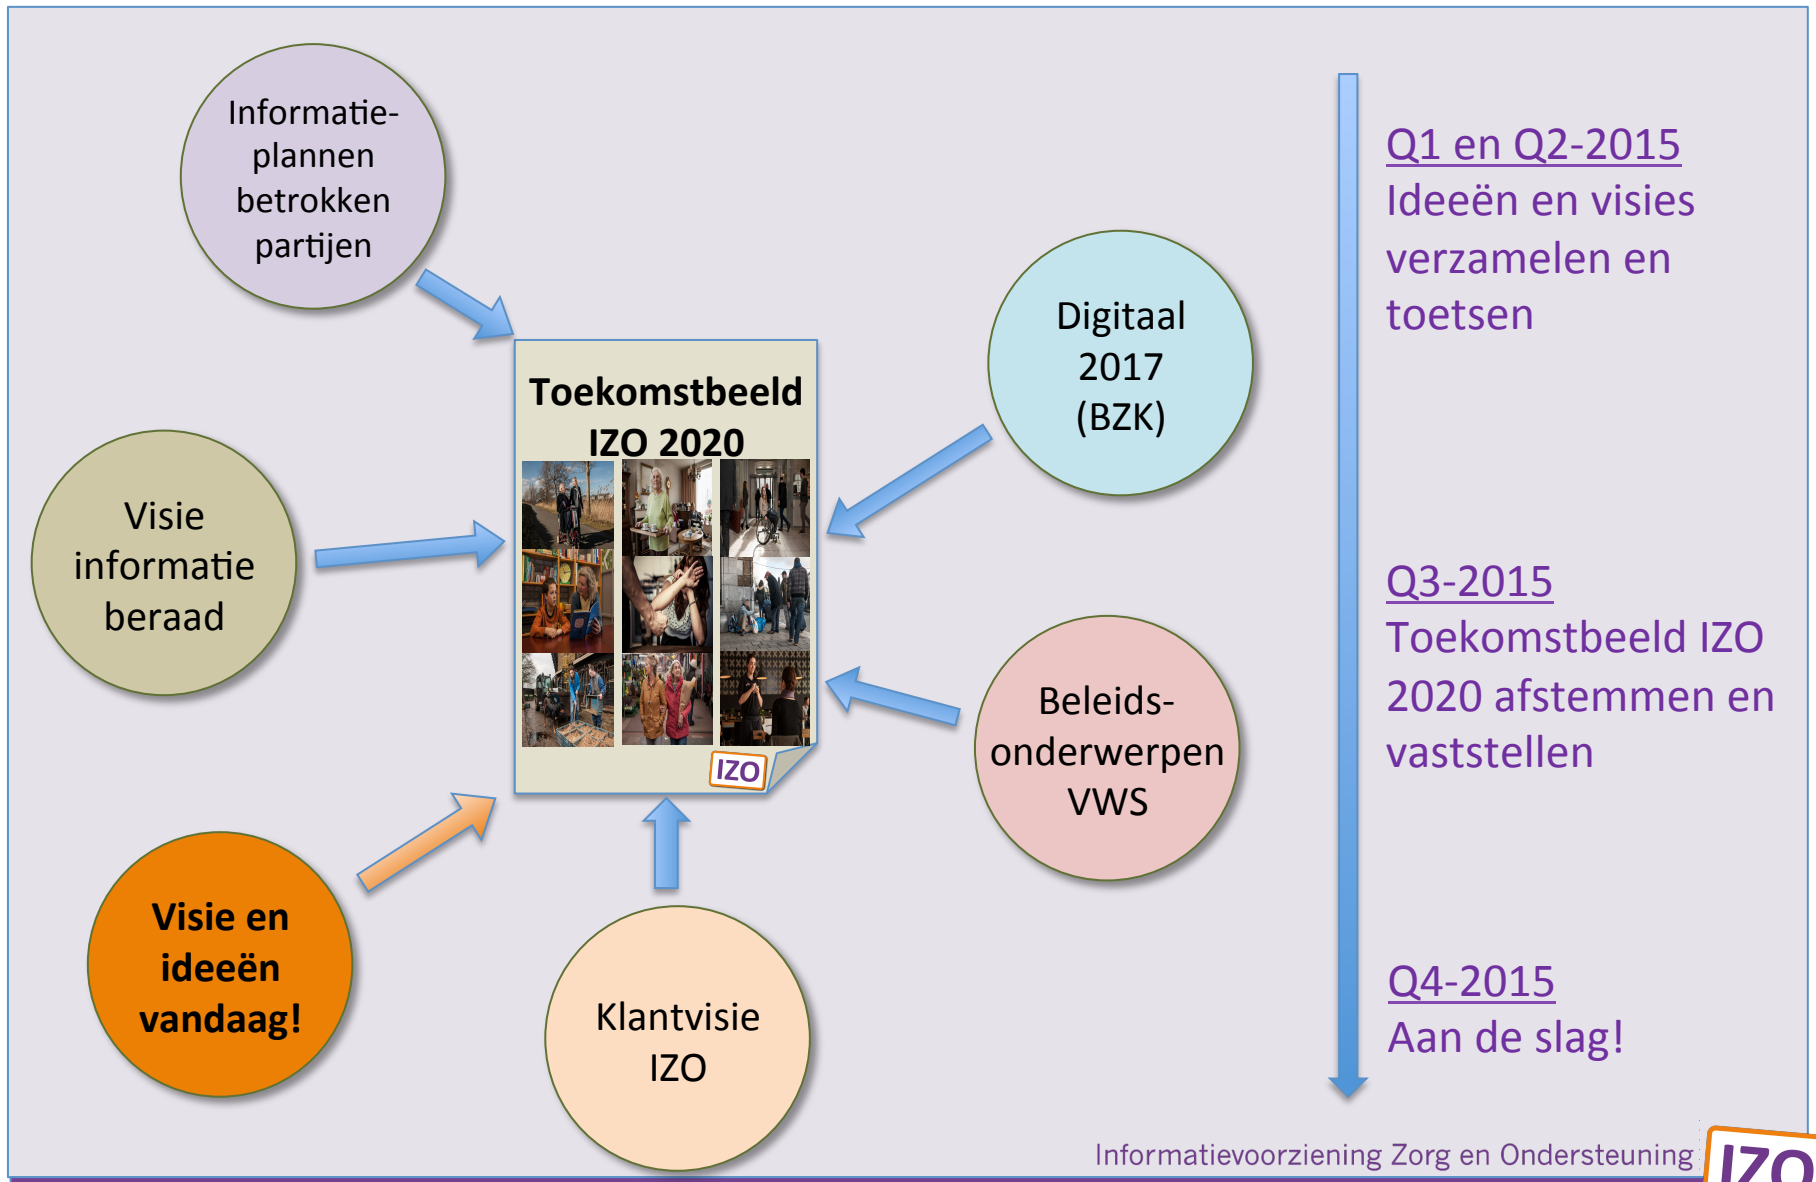 Informatie-
plannen
betrokken
partijen
Visie
informatie
beraad
Visie en
ideeën
vandaag!
Toekomstbeeld
IZO 2020
IZO
Klantvisie
IZO
Digitaal
2017
(BZK)
Beleids-
onderwerpen
VWS
Q1 en Q2-2015
Ideeën en visies
verzamelen en
toetsen
Q3-2015
Toekomstbeeld IZO
2020 afstemmen en
vaststellen
Q4-2015
Aan de slag!
Informatievoorziening Zorg en Ondersteuning
IZO